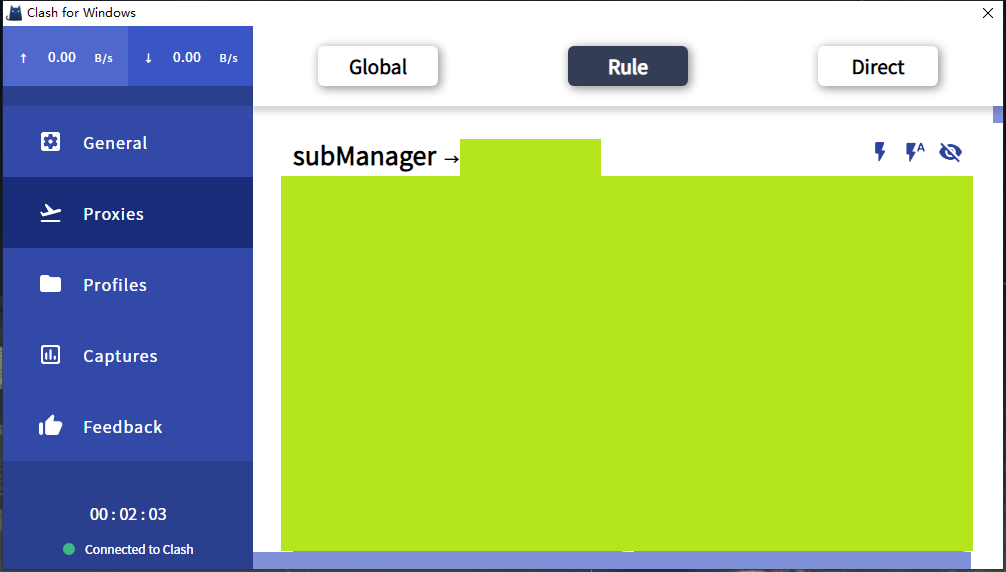 Clash for Windows
↑ 0.00 B/s ↓ 0.00 B/s
Global Rule Direct
General
Proxies
Profiles
Captures
Feedback
00 : 02 : 03
Connected to Clash
subManager →
A